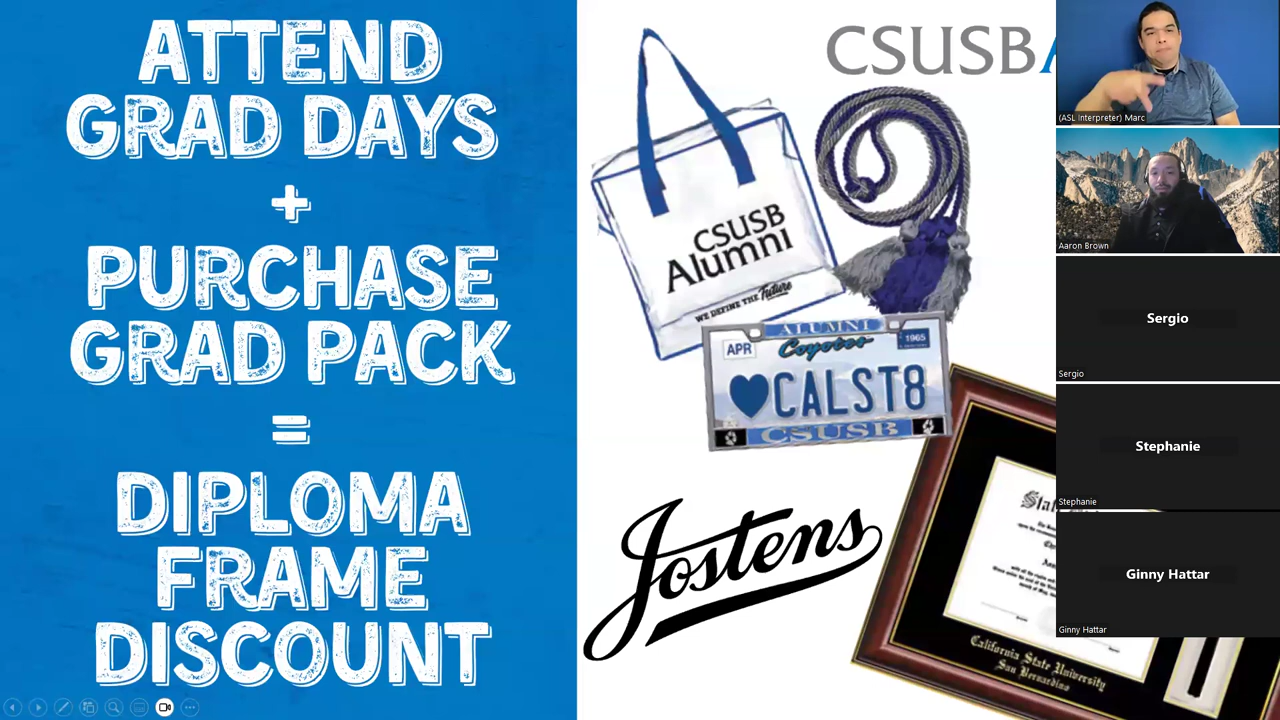 ATTEND
GRAD DAYS
+
PURCHASE
GRAD PACK
=
DIPLOMA
FRAME
DISCOUNT
CSUSB
CSUSB
Alumni
WE DEFINE THE Future
ALUMNI
APR
Coyotes
1965
CALST8
CSUSB
Jostens
California State University
San Bernardino
(ASL Interpreter) Marc
Aaron Brown
Sergio
Sergio
Stephanie
Stephanie
Ginny Hattar
Ginny Hattar